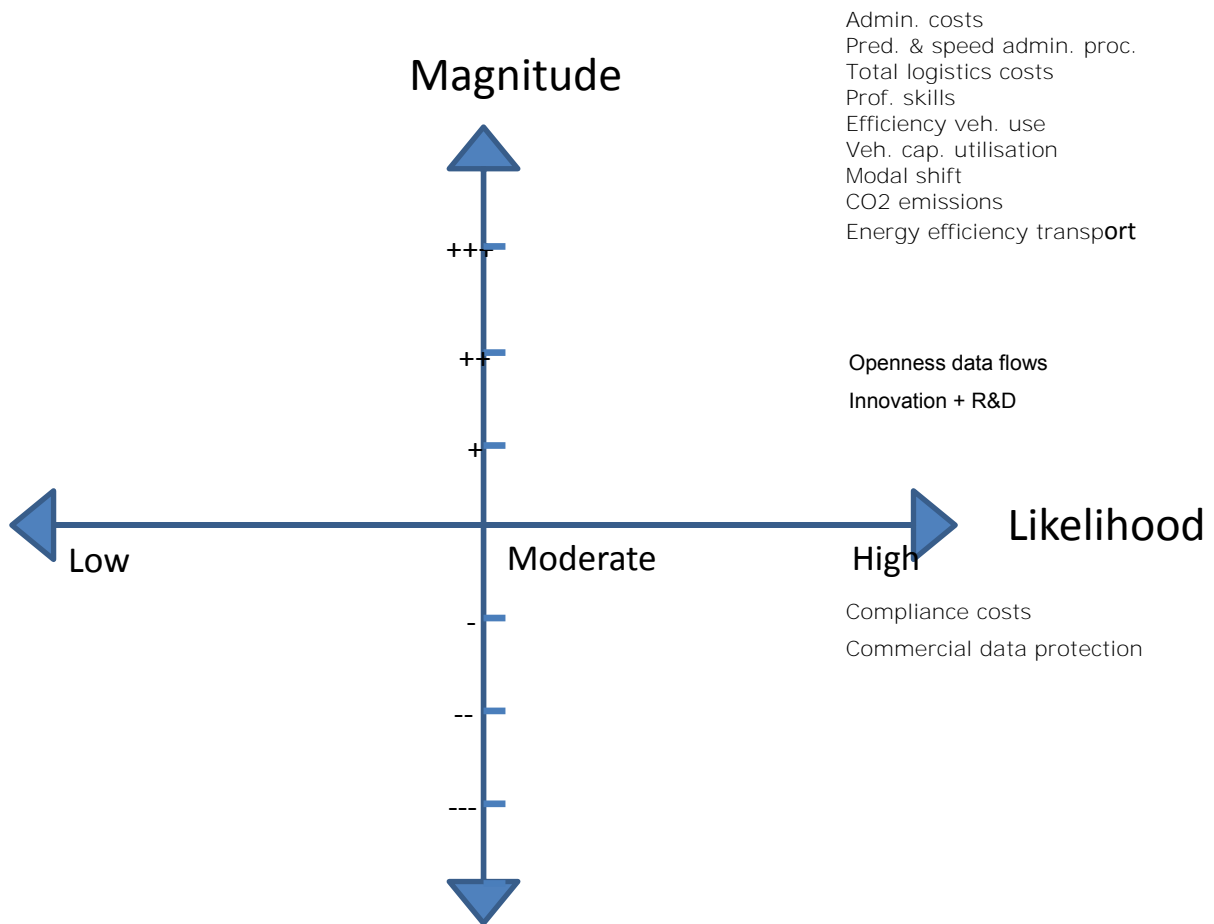 Admin. costs
Pred. & speed admin. proc.
Total logistics costs
Prof. skills
Efficiency veh. use
Veh. cap. utilisation
Modal shift
CO2 emissions
Energy efficiency transport
Magnitude
+++
++
Openness data flows
Innovation + R&D
+
Likelihood
Low
Moderate
High
Compliance costs
-
Commercial data protection
--
---